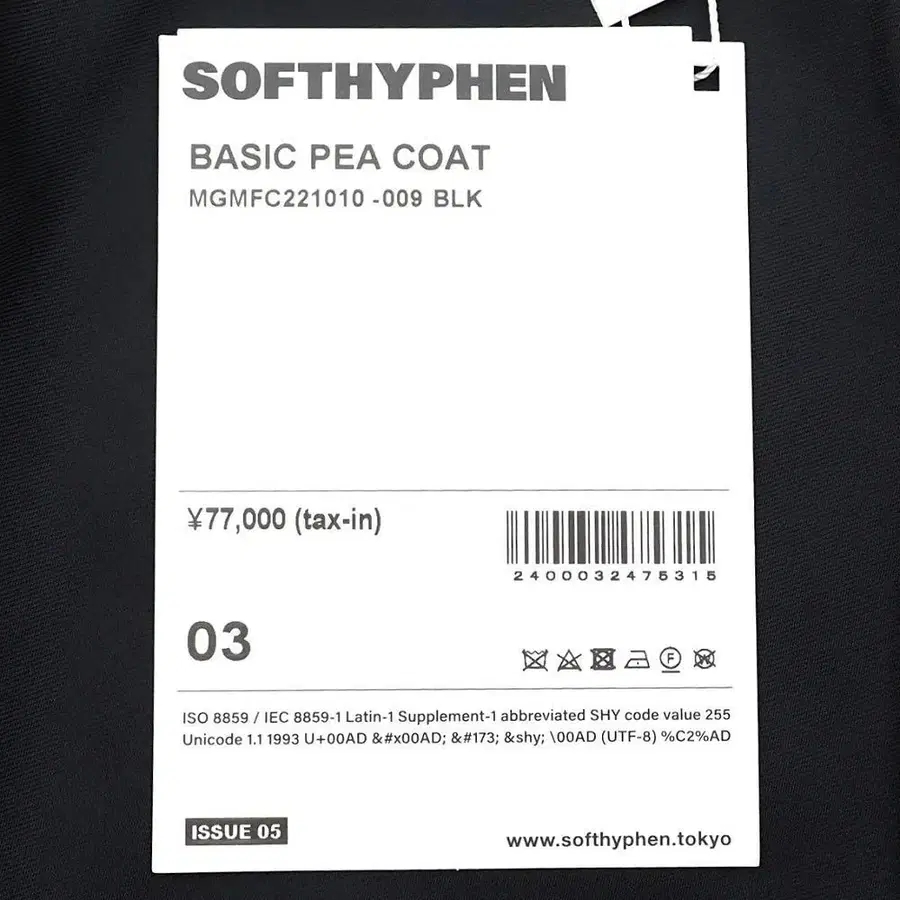 SOFTHYPHEN
BASIC PEA COAT
MGMFC221010 -009 BLK
¥77,000 (tax-in)
2400032475315
03
ISO 8859 / IEC 8859-1 Latin-1 Supplement-1 abbreviated SHY code value 255
Unicode 1.1 1993 U+00AD &#x00AD; &#173; &shy; \00AD (UTF-8) %C2%AD
ISSUE 05
www.softhyphen.tokyo